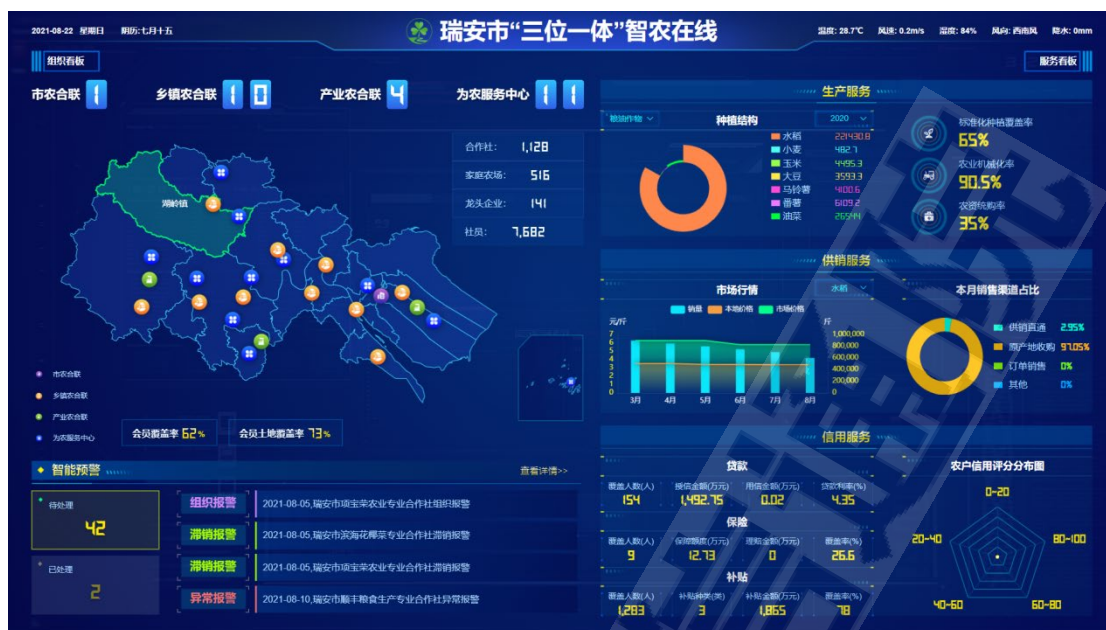 2021-08-22 星期日 阴历:七月十五
瑞安市“三位一体”智农在线
温度: 28.7℃ 风速: 0.2m/s 湿度: 84% 风向: 西南风 降水: 0mm
组织看板
服务看板
市农合联 1 乡镇农合联 10 产业农合联 4 为农服务中心 11
合作社: 1,128
家庭农场: 516
龙头企业: 141
社员: 7,682
湖岭镇
市农合联
乡镇农合联
产业农合联
为农服务中心
会员覆盖率 62%
会员土地覆盖率 73%
智能预警
查看详情>>
待处理
42
已处理
2
组织报警 2021-08-05,瑞安市项宝荣农业专业合作社组织报警
滞销报警 2021-08-05,瑞安市滨海花椰菜专业合作社滞销报警
滞销报警 2021-08-05,瑞安市项宝荣农业专业合作社滞销报警
异常报警 2021-08-10,瑞安市顺丰粮食生产专业合作社异常报警
生产服务
粮油作物
种植结构
2020
水稻 221430.8
小麦 482.7
玉米 4495.3
大豆 3593.3
马铃薯 4100.6
番薯 6109.2
油菜 26544
标准化种植覆盖率
65%
农业机械化率
90.5%
农资统购率
35%
供销服务
市场行情
水稻
销量 本地价格 市场价格
元/斤
7
6
5
4
3
2
1
0
斤
1,000,000
800,000
600,000
400,000
200,000
0
3月 4月 5月 6月 7月 8月
本月销售渠道占比
供销直通 2.95%
原产地收购 97.05%
订单销售 0%
其他 0%
信用服务
贷款
覆盖人数(人) 授信金额(万元) 用信金额(万元) 贷款利率(%)
154 1,492.75 0.02 4.35
保险
覆盖人数(人) 保障额度(万元) 理赔金额(万元) 覆盖率(%)
9 12.73 0 26.6
补贴
覆盖人数(人) 补贴种类(类) 补贴金额(万元) 覆盖率(%)
1,283 3 1,865 78
农户信用评分分布图
0-20
20-40
80-100
40-60
60-80